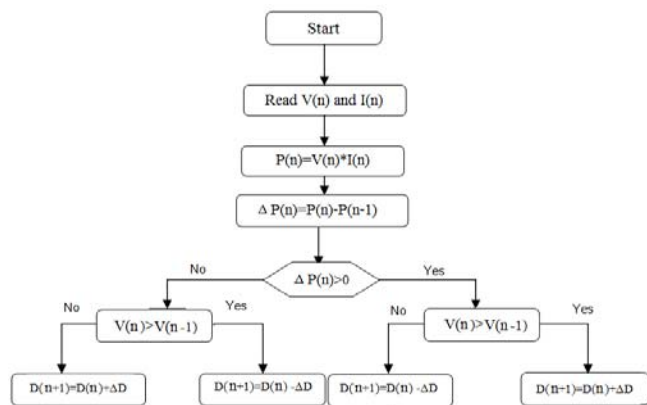 Start
Read V(n) and I(n)
P(n)=V(n)*I(n)
Δ P(n)=P(n)-P(n-1)
Δ P(n)>0
No
Yes
V(n)>V(n-1)
No
Yes
V(n)>V(n-1)
No
Yes
D(n+1)=D(n)+ΔD
D(n+1)=D(n)-ΔD
D(n+1)=D(n)-ΔD
D(n+1)=D(n)+ΔD